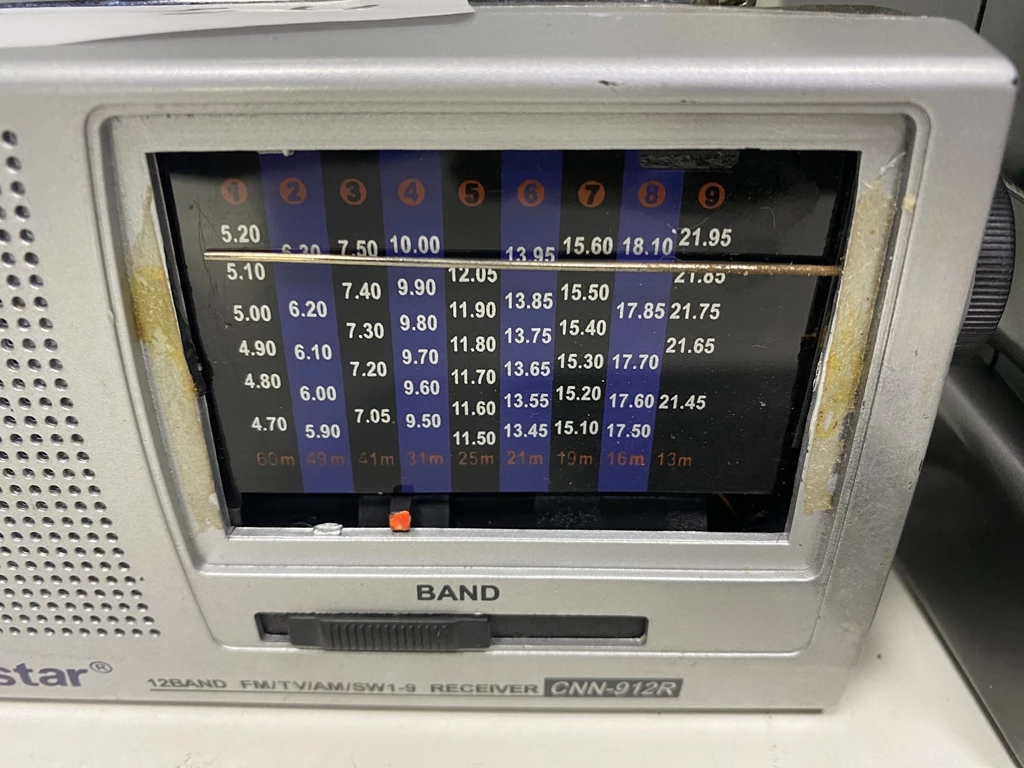 1 2 3 4 5 6 7 8 9
5.20 6.20 7.50 10.00 13.95 15.60 18.10 21.95
5.10 12.05 21.85
5.00 6.20 7.40 9.90 11.90 13.85 15.50 17.85 21.75
4.90 6.10 7.30 9.80 11.80 13.75 15.40 21.65
4.80 6.00 7.20 9.70 11.70 13.65 15.30 17.70
9.60 11.60 13.55 15.20 17.60 21.45
4.70 5.90 7.05 9.50 11.50 13.45 15.10 17.50
60m 49m 41m 31m 25m 21m 19m 16m 13m
BAND
star®
12BAND FM/TV/AM/SW1-9 RECEIVER CNN-912R